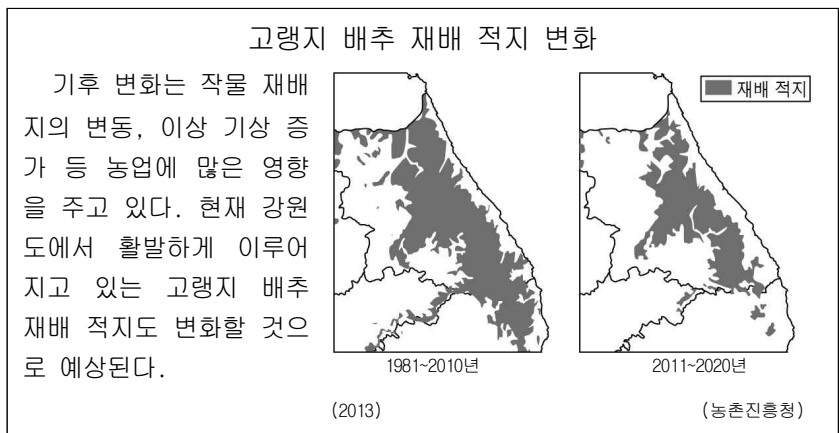 고랭지 배추 재배 적지 변화
기후 변화는 작물 재배
지의 변동, 이상 기상 증
가 등 농업에 많은 영향
을 주고 있다. 현재 강원
도에서 활발하게 이루어
지고 있는 고랭지 배추
재배 적지도 변화할 것으
로 예상된다.
재배 적지
1981~2010년
2011~2020년
(2013)
(농촌진흥청)